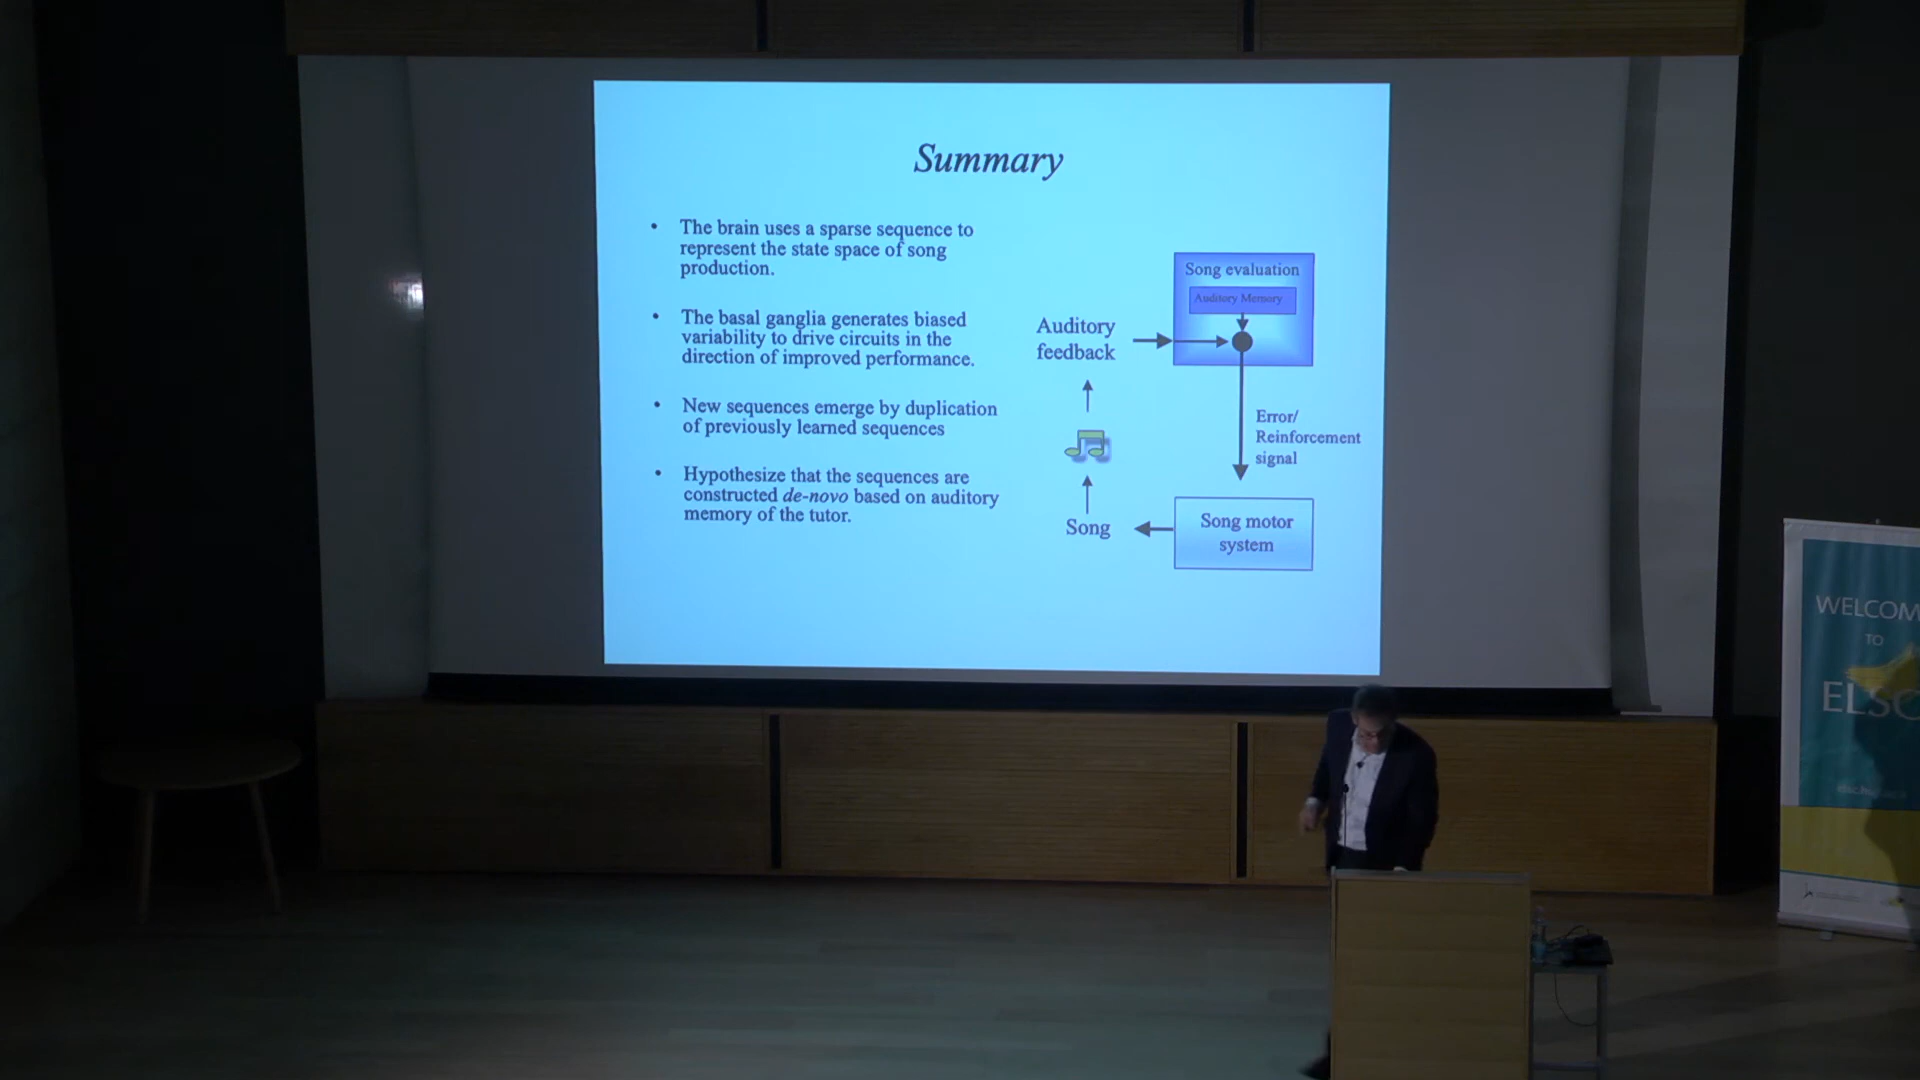 Summary
• The brain uses a sparse sequence to
represent the state space of song
production.
• The basal ganglia generates biased
variability to drive circuits in the
direction of improved performance.
• New sequences emerge by duplication
of previously learned sequences
• Hypothesize that the sequences are
constructed de-novo based on auditory
memory of the tutor.
Song evaluation
Auditory Memory
Auditory
feedback
Error/
Reinforcement
signal
Song
Song motor
system
WELCOM
TO
ELSC